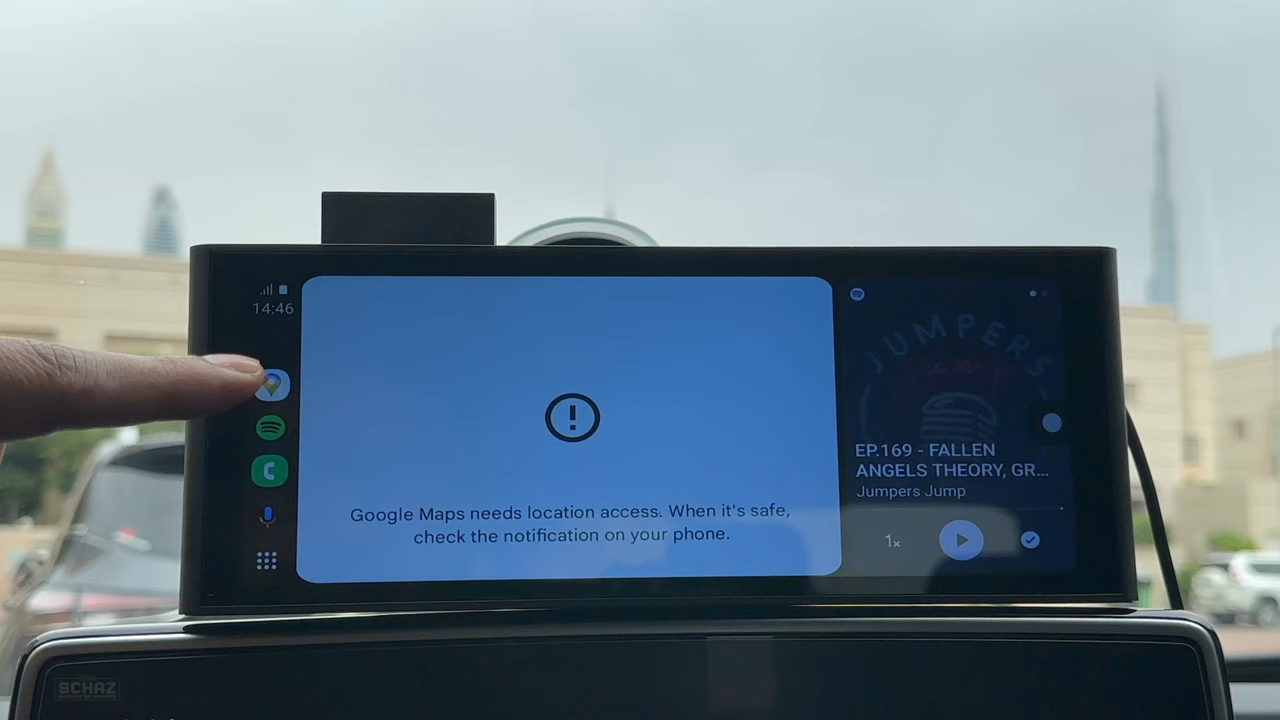 14:46
Google Maps needs location access. When it's safe,
check the notification on your phone.
JUMPERS
jump
EP.169 - FALLEN
ANGELS THEORY, GR...
Jumpers Jump
1x
SCHAZ